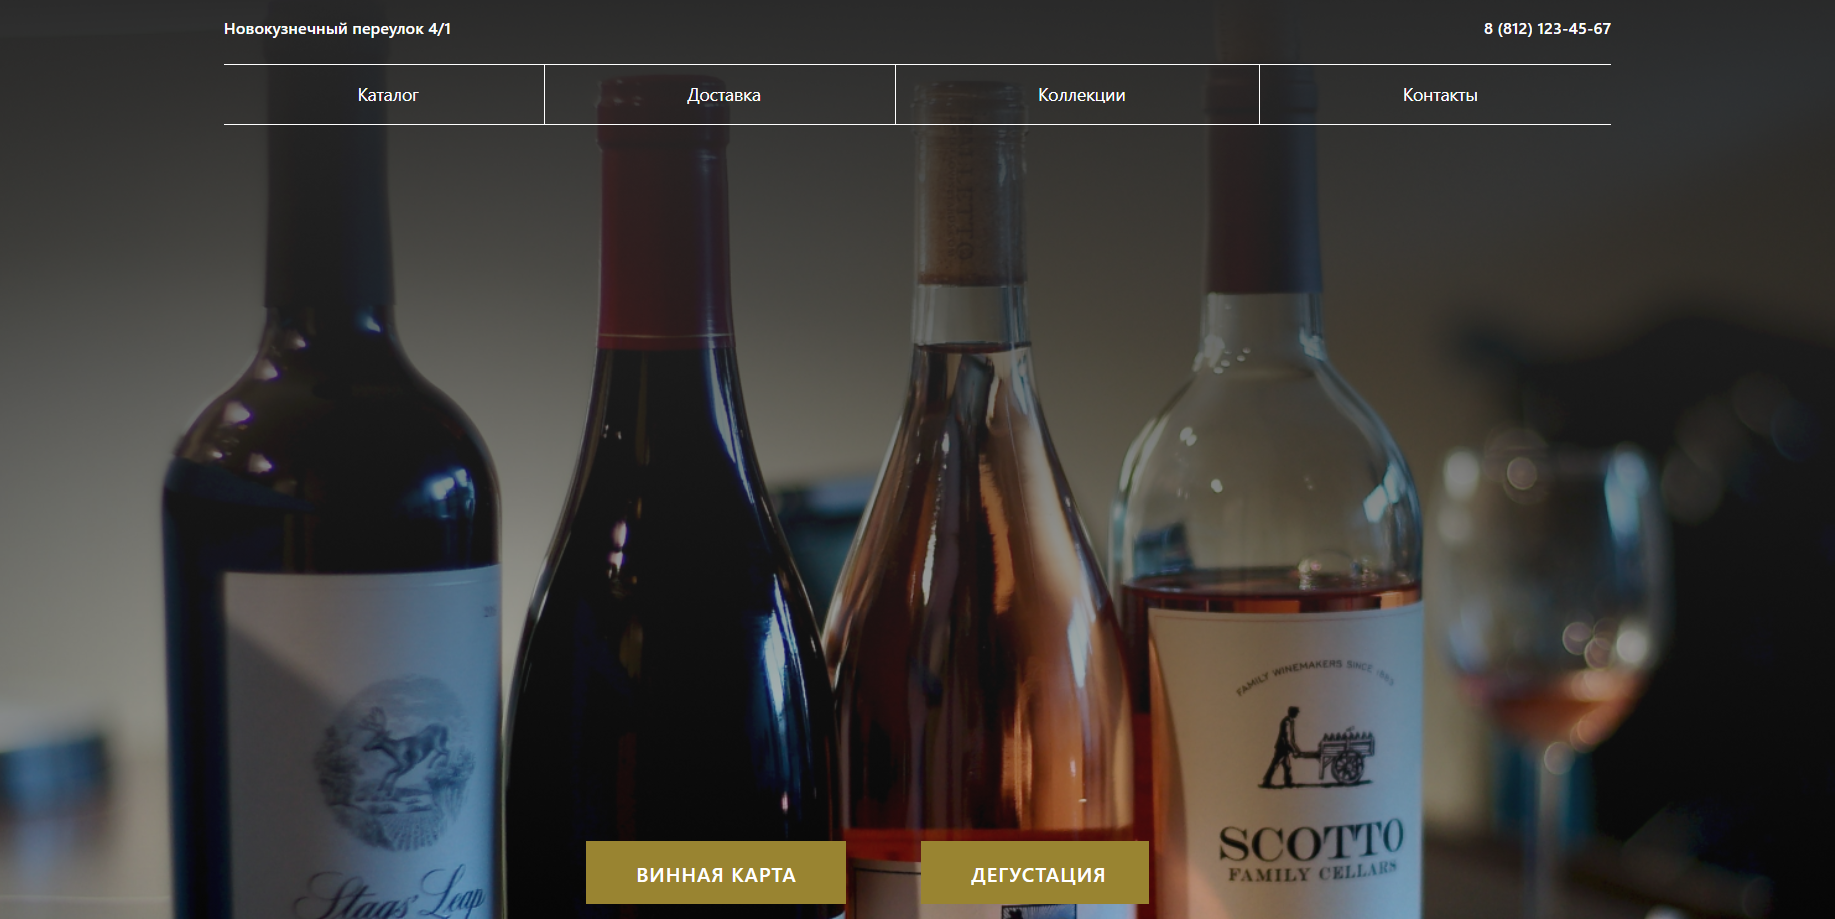 Новокузнечный переулок 4/1
8 (812) 123-45-67
Каталог
Доставка
Коллекции
Контакты
FAMILY WINEMAKERS SINCE 1883
SCOTTO
FAMILY CELLARS
Stags' Leap
ВИННАЯ КАРТА
ДЕГУСТАЦИЯ